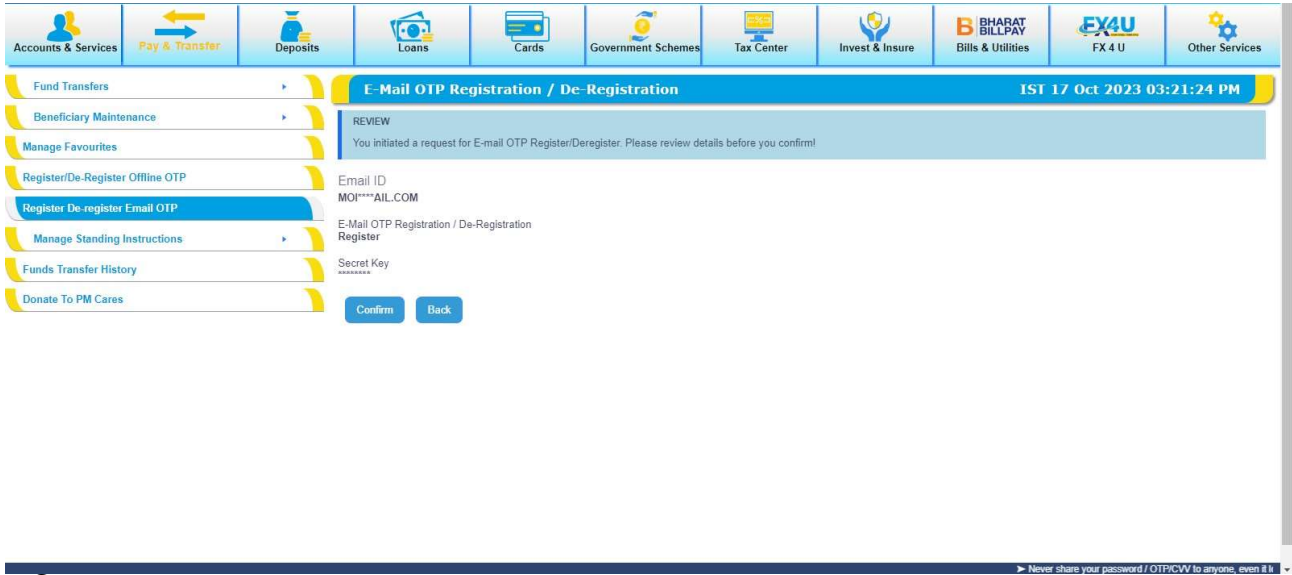 Accounts & Services
Pay & Transfer
Deposits
Loans
Cards
Government Schemes
Tax Center
Invest & Insure
B BHARAT BILLPAY
Bills & Utilities
FX4U
FX 4 U
Other Services
Fund Transfers
Beneficiary Maintenance
Manage Favourites
Register/De-Register Offline OTP
Register De-register Email OTP
Manage Standing Instructions
Funds Transfer History
Donate To PM Cares
E-Mail OTP Registration / De-Registration IST 17 Oct 2023 03:21:24 PM
REVIEW
You initiated a request for E-mail OTP Register/Deregister. Please review details before you confirm!
Email ID
MOI****AIL.COM
E-Mail OTP Registration / De-Registration
Register
Secret Key
********
Confirm Back
➤ Never share your password / OTP/CVV to anyone, even